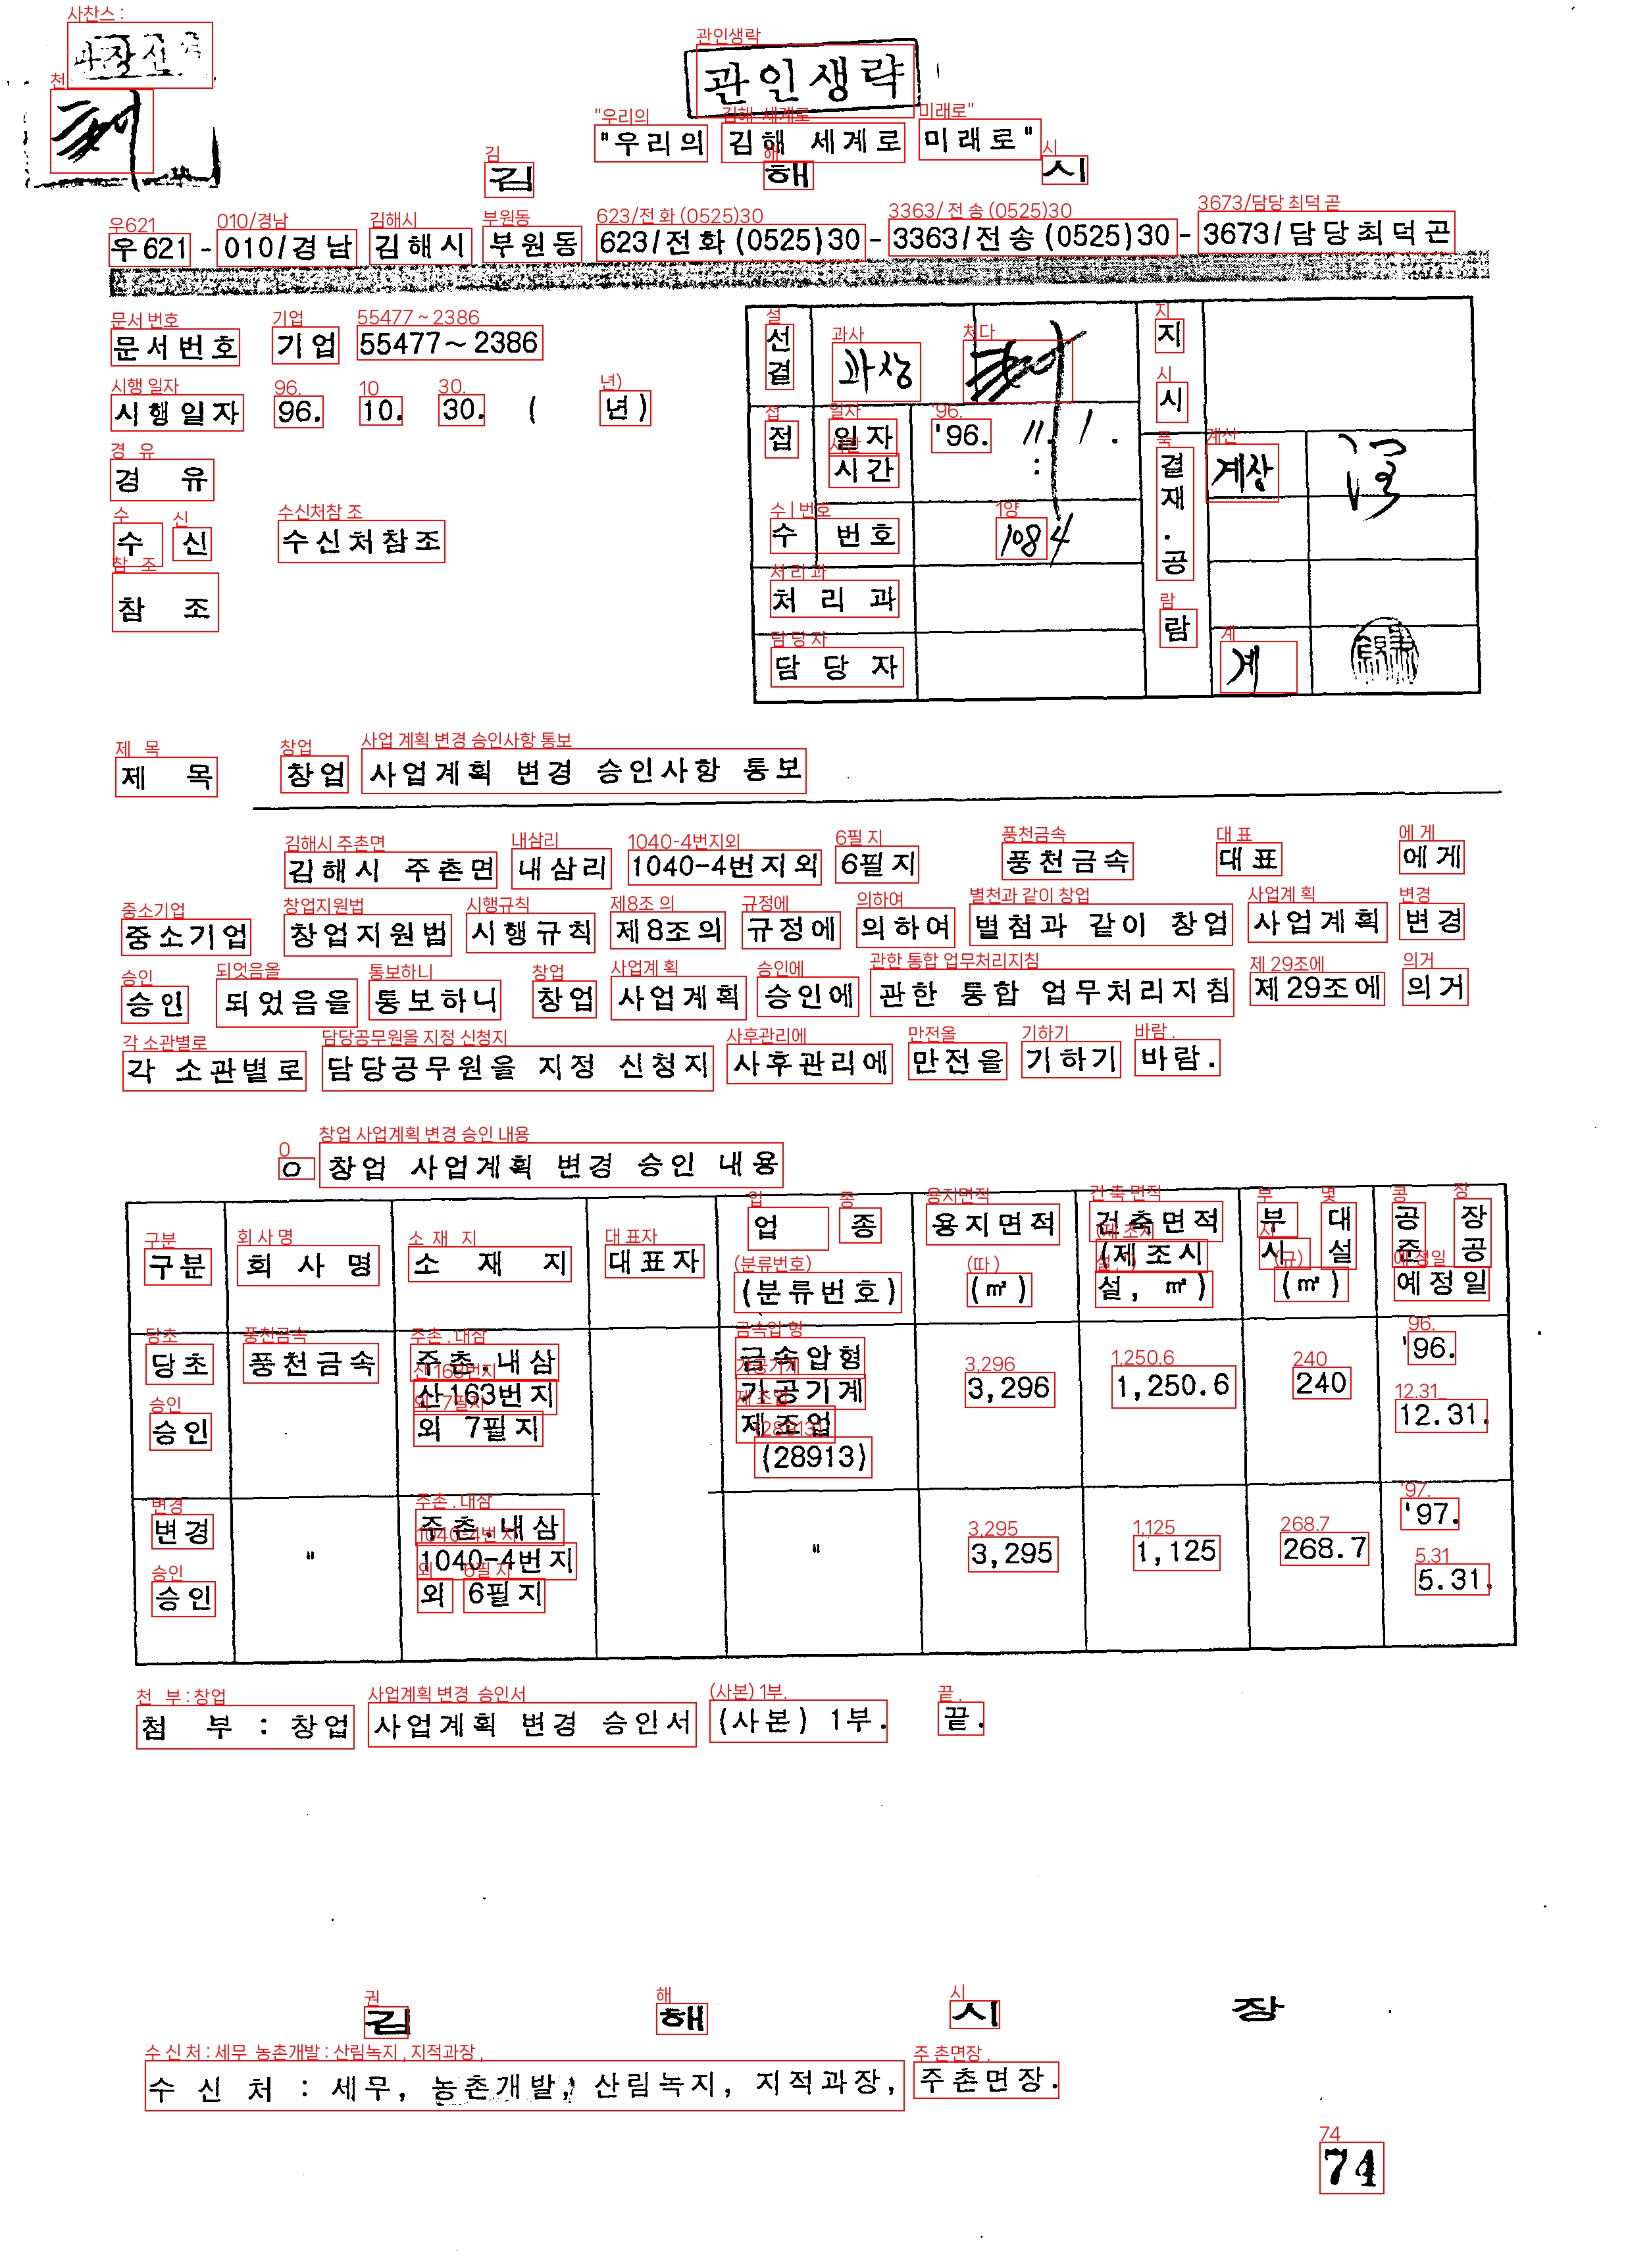 과장신
관인생략
"우리의 김해 세계로 미래로"
김 해 시
우621-010/경남 김해시 부원동 623/전화(0525)30-3363/전송(0525)30-3673/담당최덕곤
문서번호 기업 55477~2386
시행일자 96. 10. 30. ( 년)
경 유
수 신 수신처참조
참 조
선결 과장 지시
접수 일자 시간 '96. 11. 1. :
번호 1084
처 리 과
담 당 자
결재·공람 계장
계
제 목 창업 사업계획 변경 승인사항 통보
김해시 주촌면 내삼리 1040-4번지외 6필지 풍천금속 대표 에게
중소기업 창업지원법 시행규칙 제8조의 규정에 의하여 별첨과 같이 창업 사업계획 변경
승인 되었음을 통보하니 창업 사업계획 승인에 관한 통합 업무처리지침 제29조에 의거
각 소관별로 담당공무원을 지정 신청지 사후관리에 만전을 기하기 바람.
o 창업 사업계획 변경 승인 내용
구분 회 사 명 소 재 지 대표자 업 종 (분류번호) 용지면적 (㎡) 건축면적 (제조시설, ㎡) 부대시설 (㎡) 공장준공예정일
당초승인 풍천금속 주촌.내삼 산163번지 외 7필지 금속압형 가공기계 제조업 (28913) 3,296 1,250.6 240 '96. 12.31.
변경승인 " 주촌.내삼 1040-4번지 외 6필지 " 3,295 1,125 268.7 '97. 5.31.
첨 부 : 창업 사업계획 변경 승인서 (사본) 1부. 끝.
김 해 시 장
수 신 처 : 세무, 농촌개발, 산림녹지, 지적과장, 주촌면장.
74